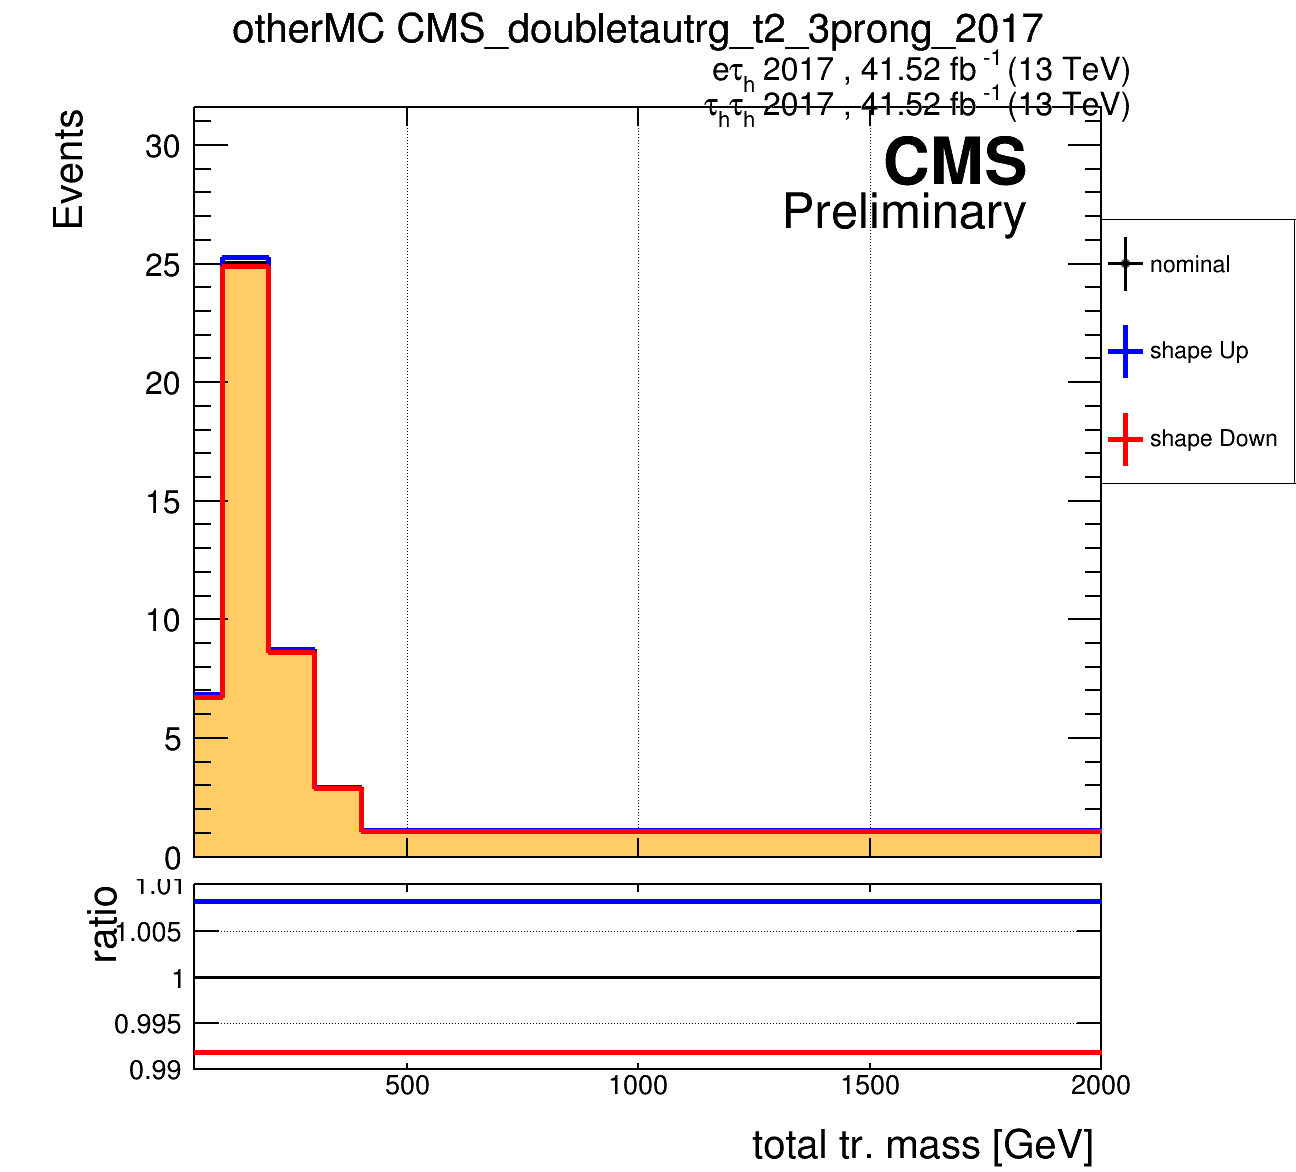 otherMC CMS_doubletautrg_t2_3prong_2017
eτh 2017 , 41.52 fb -1 (13 TeV)
τhτh 2017 , 41.52 fb -1 (13 TeV)
CMS
Preliminary
Events
30
25
20
15
10
5
0
nominal
shape Up
shape Down
ratio
1.01
1.005
1
0.995
0.99
500 1000 1500 2000
total tr. mass [GeV]